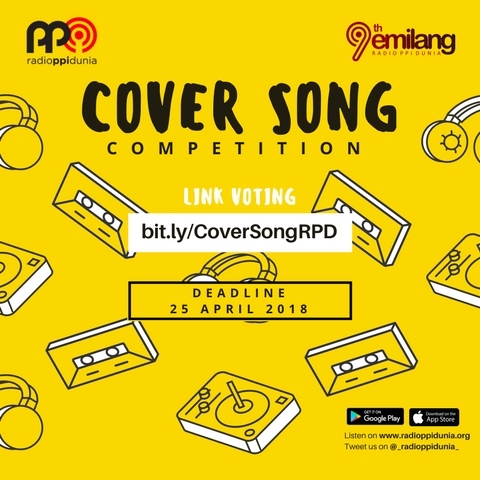 PPI
radioppidunia
9th emilang
RADIO PPI DUNIA
COVER SONG
COMPETITION
LINK VOTING
bit.ly/CoverSongRPD
DEADLINE
25 APRIL 2018
GET IT ON
Google Play
Download on the
App Store
Listen on www.radioppidunia.org
Tweet us on @_radioppidunia_